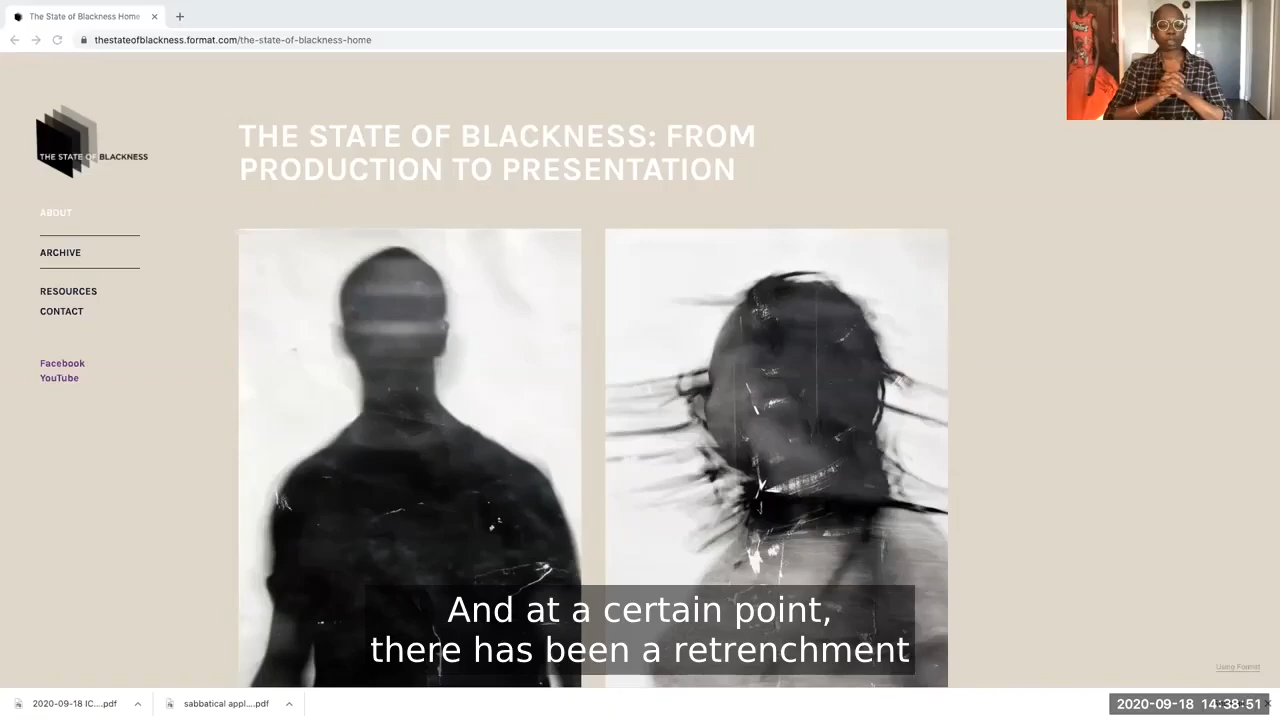 The State of Blackness Home
thestateofblackness.format.com/the-state-of-blackness-home
THE STATE OF BLACKNESS
THE STATE OF BLACKNESS: FROM
PRODUCTION TO PRESENTATION
ABOUT
ARCHIVE
RESOURCES
CONTACT
Facebook
YouTube
And at a certain point,
there has been a retrenchment
Using Format
2020-09-18 IC....pdf
sabbatical appl....pdf
2020-09-18 14:38:51